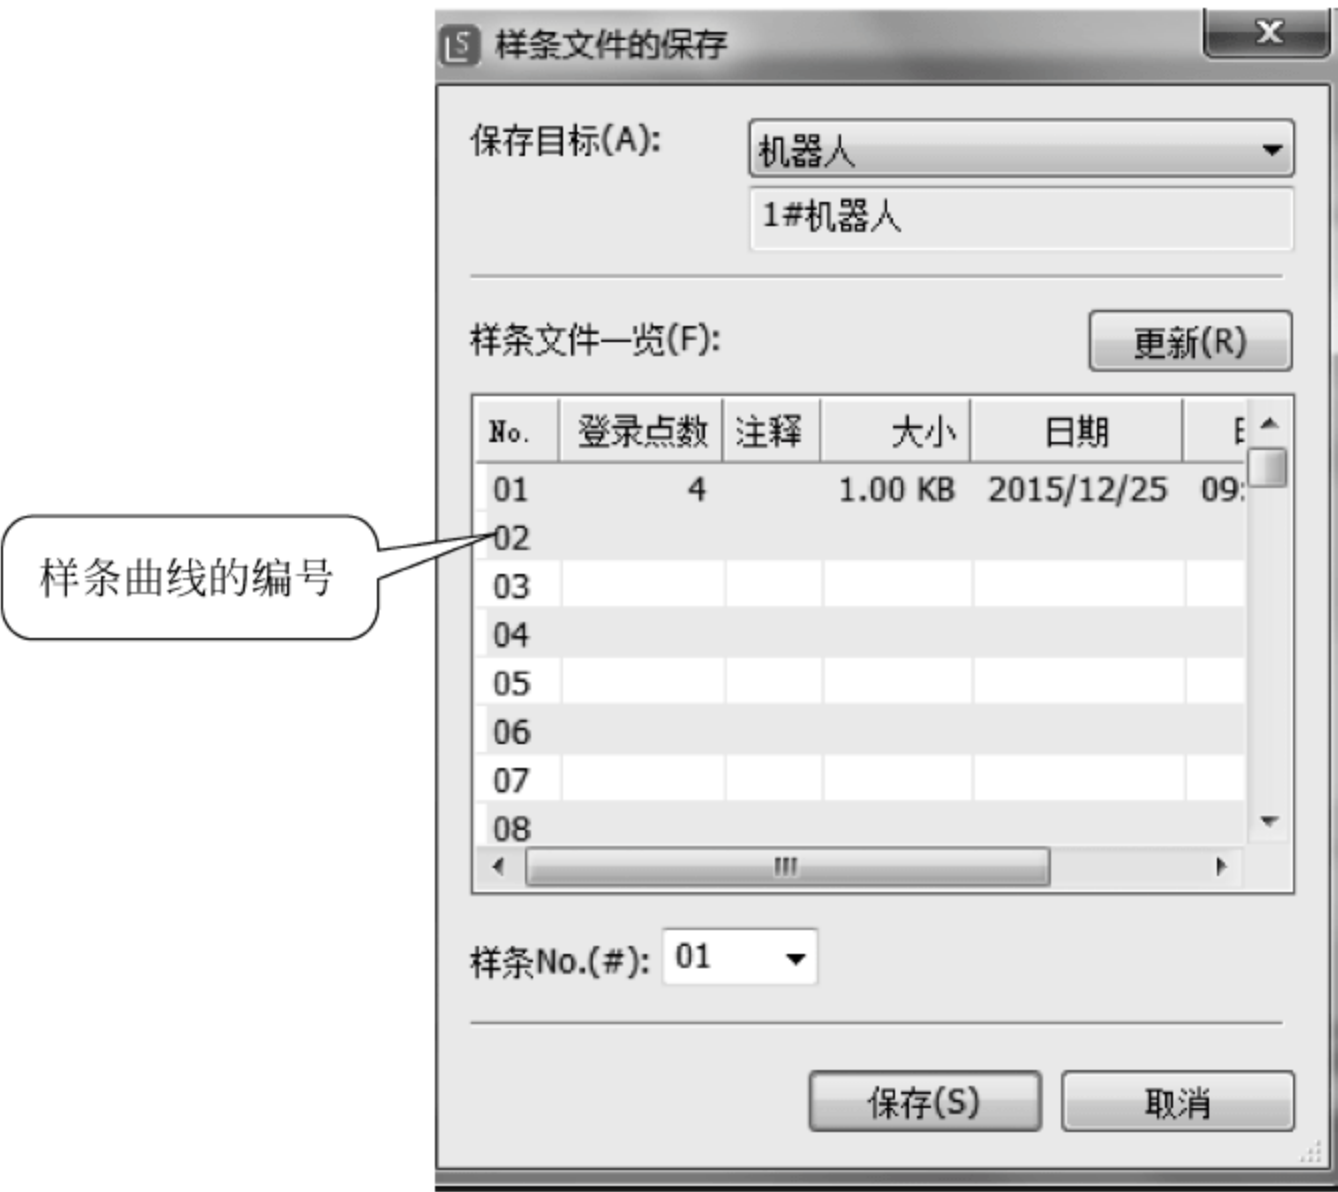 LS 样条文件的保存 x
保存目标(A): 机器人
1#机器人
样条文件一览(F): 更新(R)
No. 登录点数 注释 大小 日期
01 4 1.00 KB 2015/12/25 09:
02
样条曲线的编号
03
04
05
06
07
08
样条No.(#): 01
保存(S) 取消